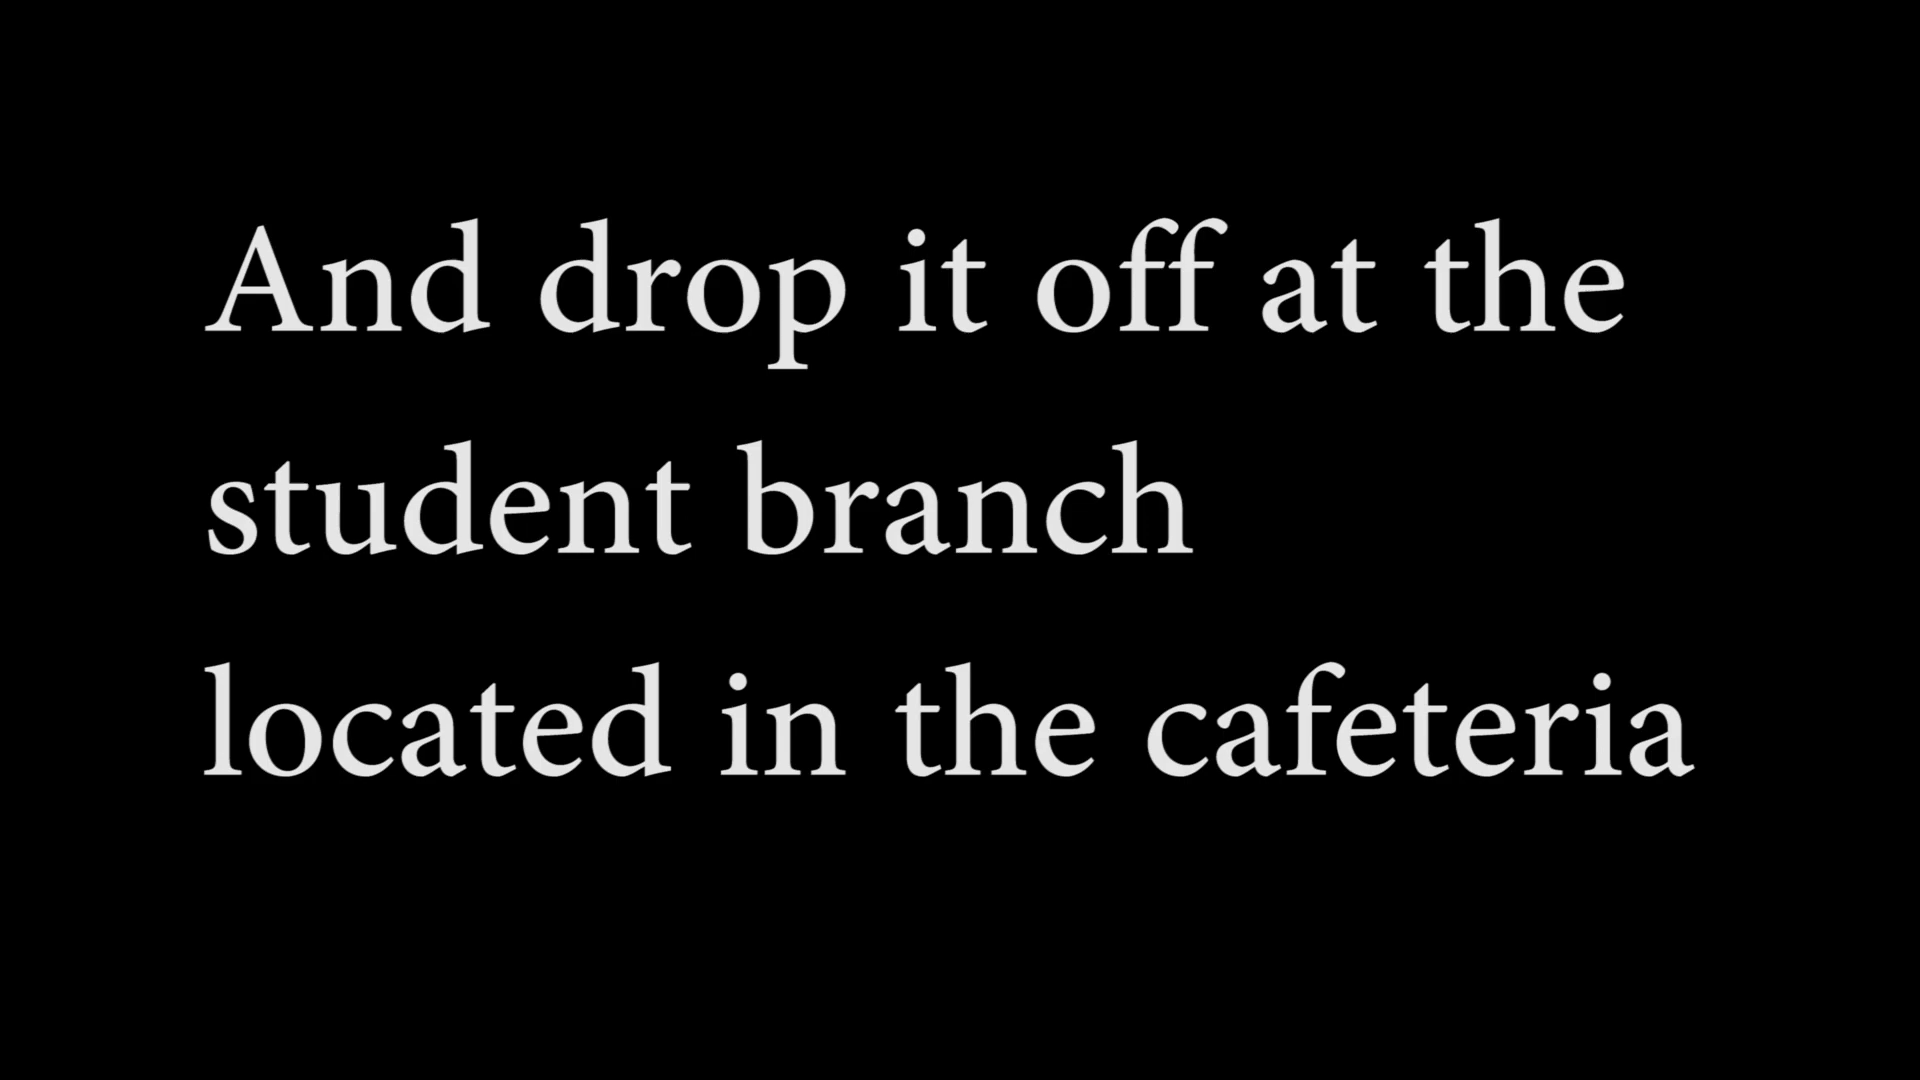 And drop it off at the
student branch
located in the cafeteria